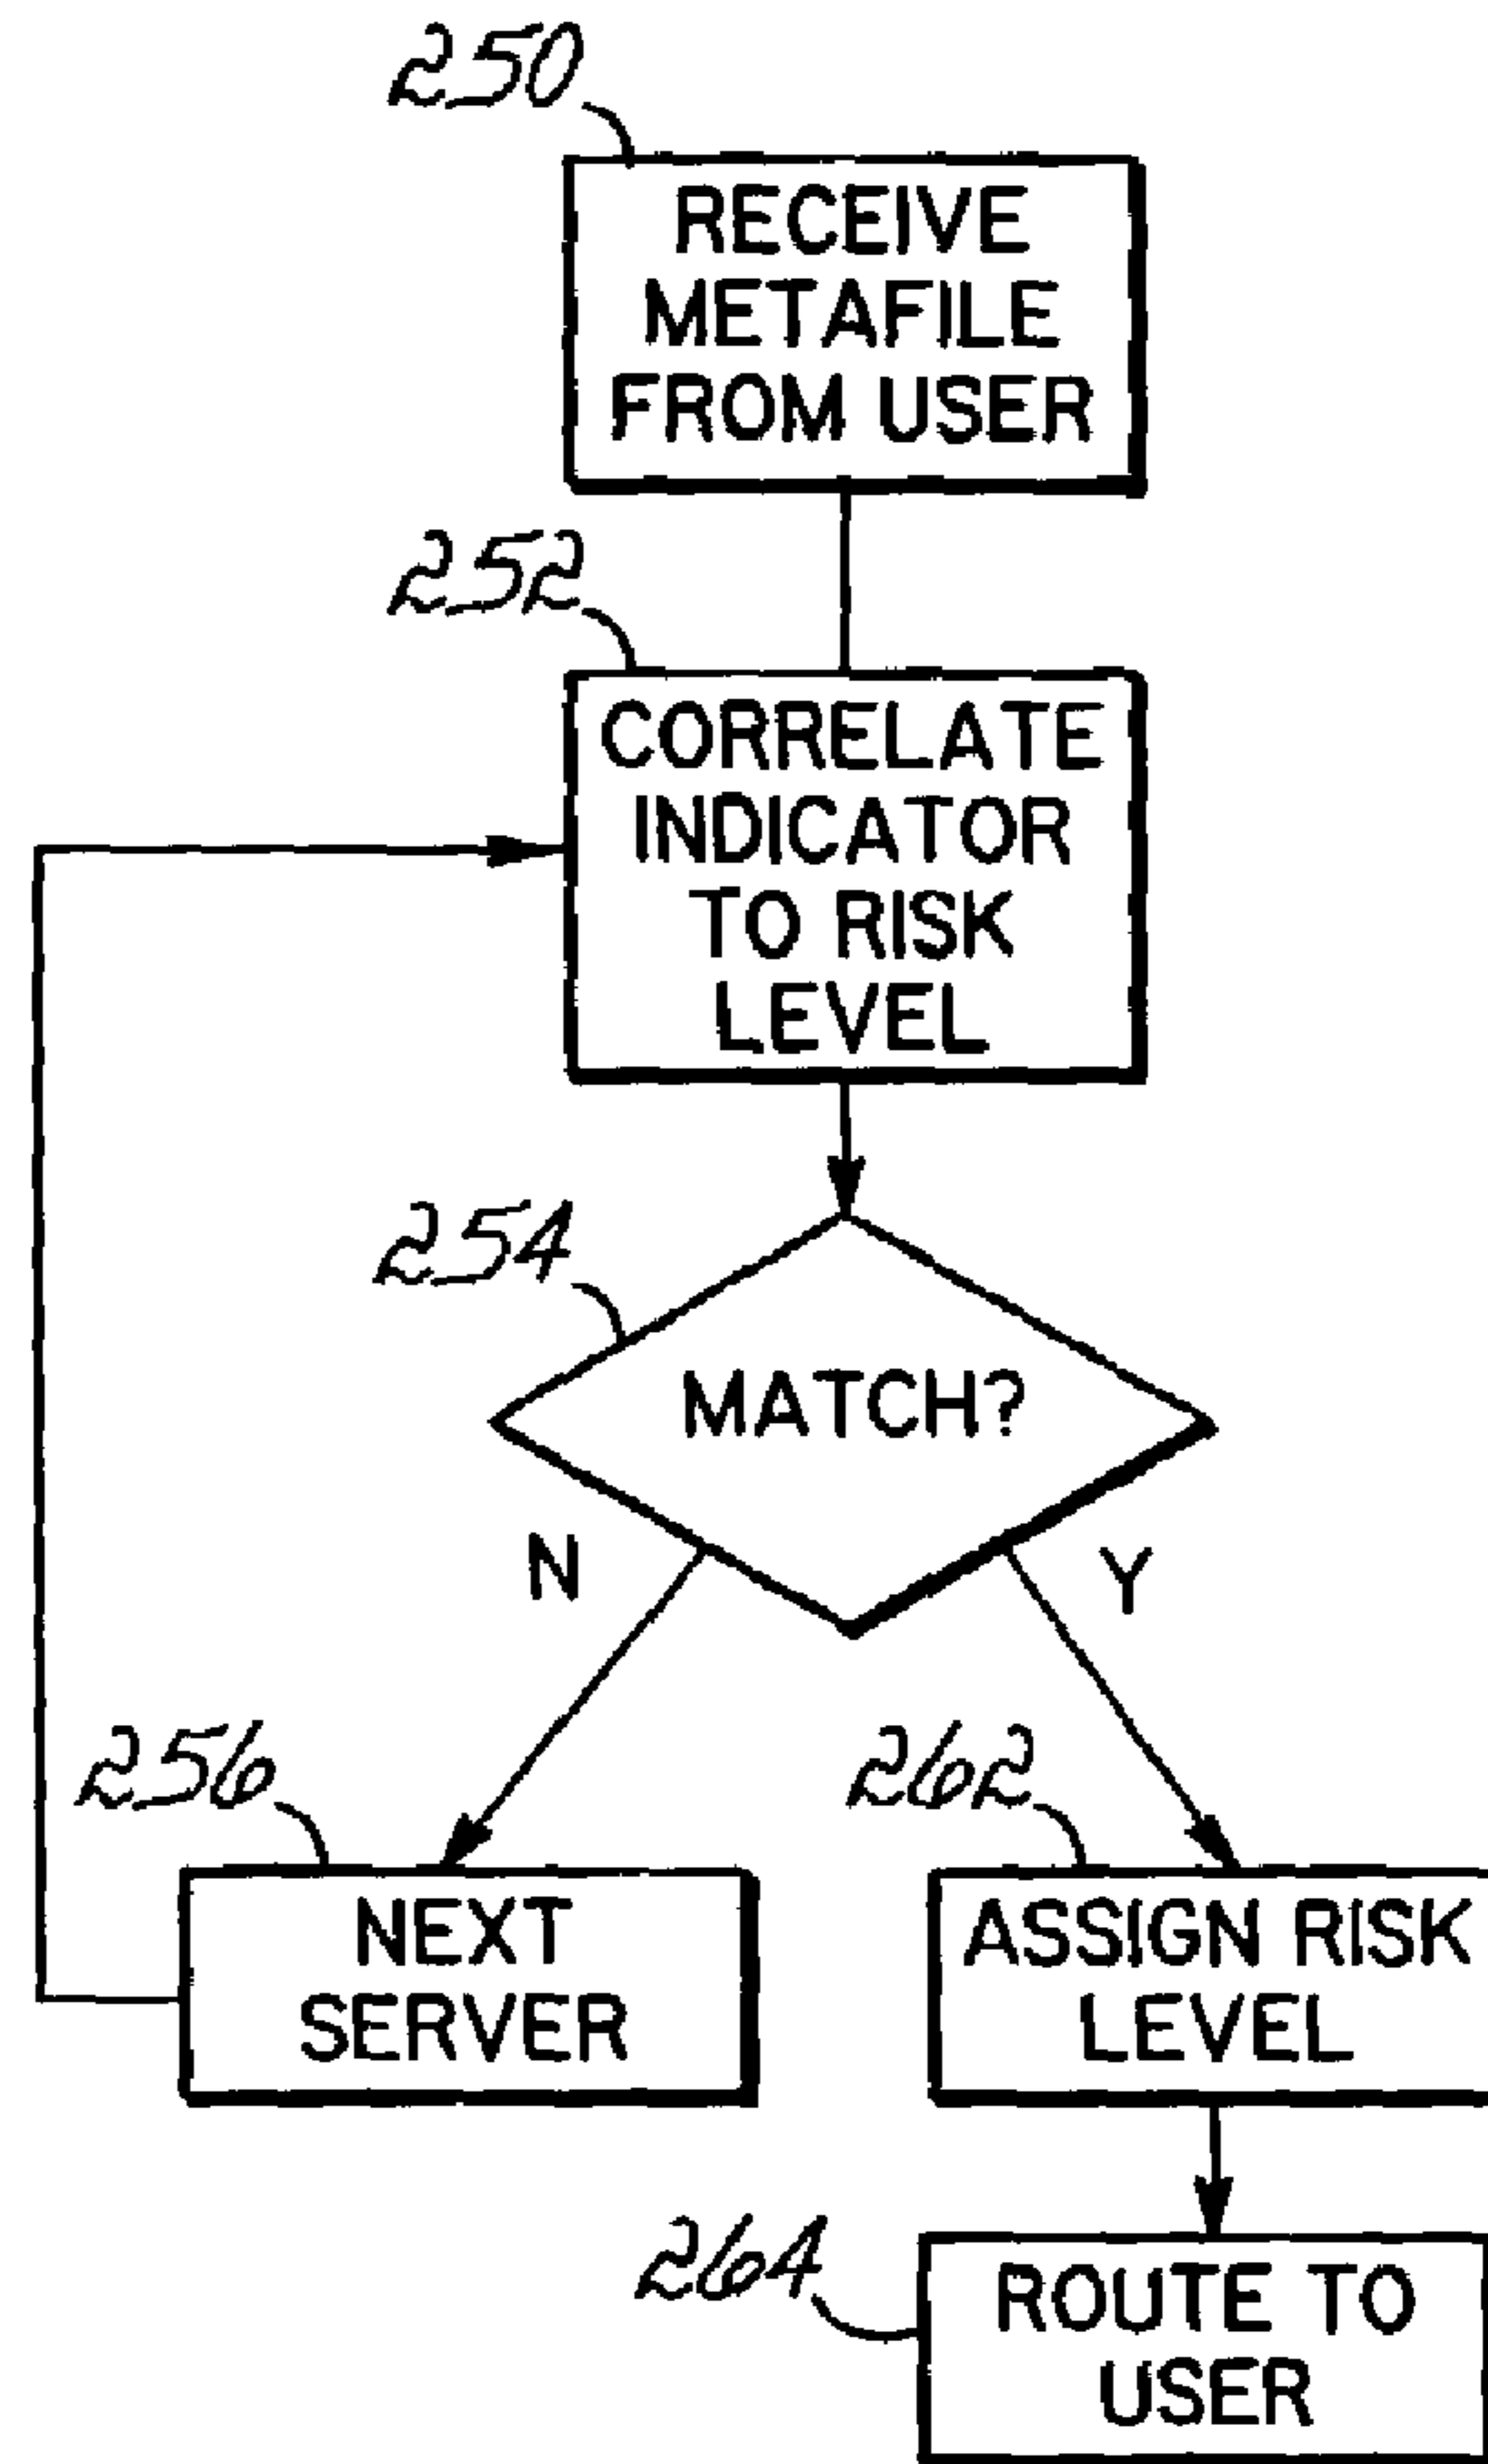 250
RECEIVE
METAFILE
FROM USER
252
CORRELATE
INDICATOR
TO RISK
LEVEL
254
MATCH?
N
Y
256
NEXT
SERVER
262
ASSIGN RISK
LEVEL
264
ROUTE TO
USER